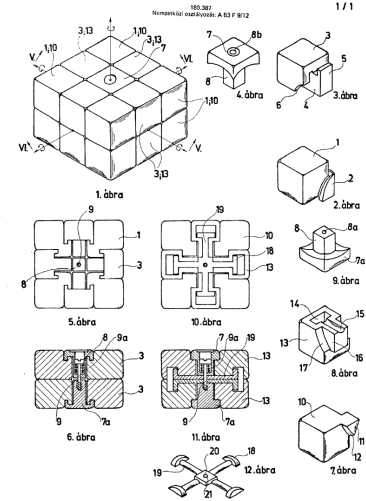 180.387
Nemzetközi osztályozás: A 63 F 9/12
1 / 1
1,10
3,13
1,10
3,13
7
V.
VI.
1,10
3,13
VI.
V.
1. ábra
7
8b
8
4. ábra
3
5
6
4
3. ábra
1
2
2. ábra
9
1
3
8
5. ábra
19
10
18
13
10. ábra
8
8a
7a
9. ábra
14
15
13
16
17
8. ábra
8
9a
3
3
9
7a
6. ábra
7
9a
19
13
9
13
7a
11. ábra
10
11
12
7. ábra
20
18
19
12. ábra
21